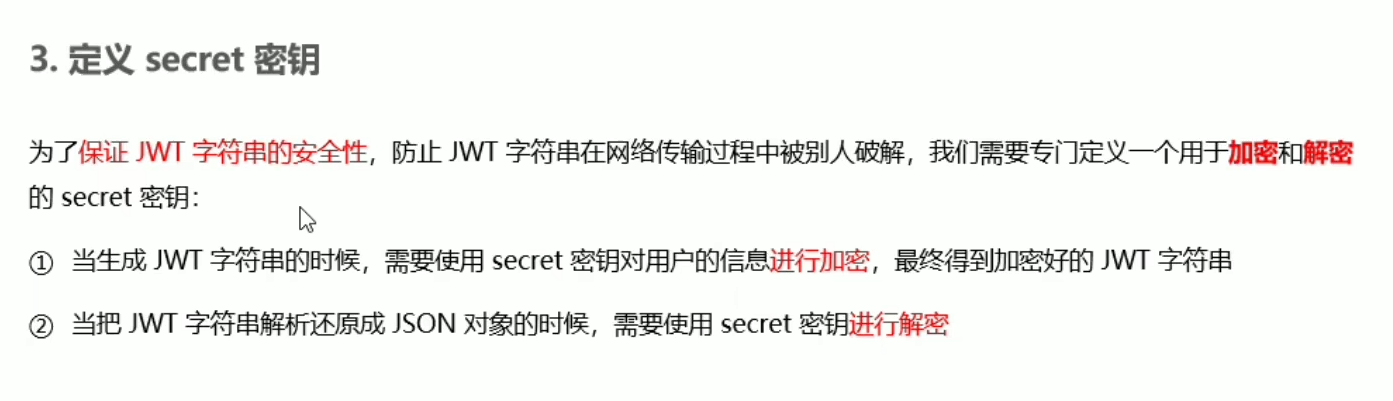 3. 定义 secret 密钥
为了保证 JWT 字符串的安全性，防止 JWT 字符串在网络传输过程中被别人破解，我们需要专门定义一个用于加密和解密
的 secret 密钥：
① 当生成 JWT 字符串的时候，需要使用 secret 密钥对用户的信息进行加密，最终得到加密好的 JWT 字符串
② 当把 JWT 字符串解析还原成 JSON 对象的时候，需要使用 secret 密钥进行解密